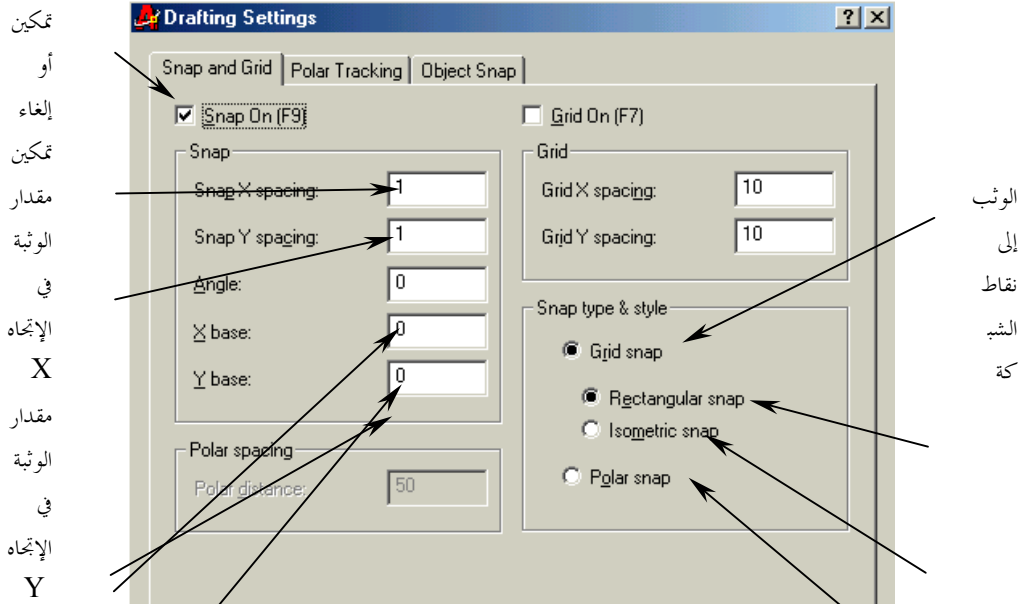 Drafting Settings
Snap and Grid
Polar Tracking
Object Snap
Snap On (F9)
Grid On (F7)
Snap
Snap X spacing: 1
Snap Y spacing: 1
Angle: 0
X base: 0
Y base: 0
Polar spacing
Polar distance: 50
Grid
Grid X spacing: 10
Grid Y spacing: 10
Snap type & style
Grid snap
Rectangular snap
Isometric snap
Polar snap
الوثب
إلى
نقاط
الشب
كة
تمكين
أو
إلغاء
تمكين
مقدار
الوثبة
في
الإتجاه
X
مقدار
الوثبة
في
الإتجاه
Y